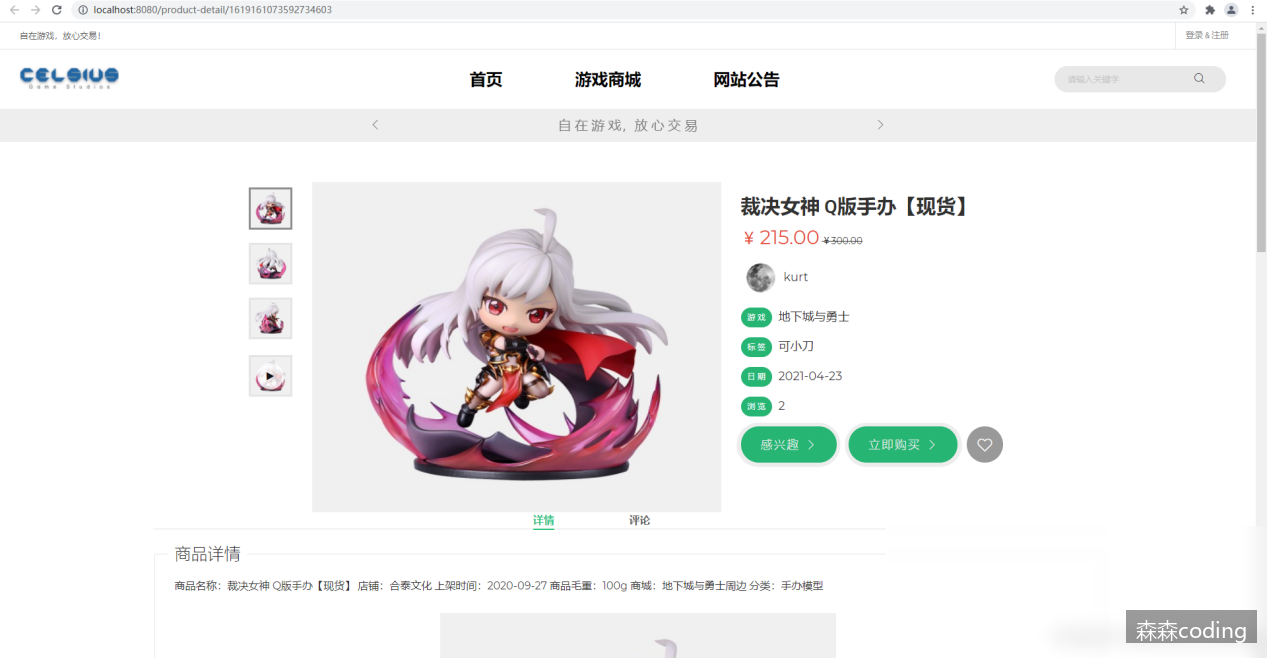 localhost:8080/product-detail/1619161073592734603
自在游戏，放心交易！
登录 & 注册
CELSIUS
Game Studios
首页
游戏商城
网站公告
请输入关键字
自在游戏, 放心交易
裁决女神 Q版手办【现货】
¥ 215.00 ¥300.00
kurt
游戏 地下城与勇士
标签 可小刀
日期 2021-04-23
浏览 2
感兴趣
立即购买
详情
评论
商品详情
商品名称：裁决女神 Q版手办【现货】 店铺：合泰文化 上架时间：2020-09-27 商品毛重：100g 商城：地下城与勇士周边 分类：手办模型
森森coding